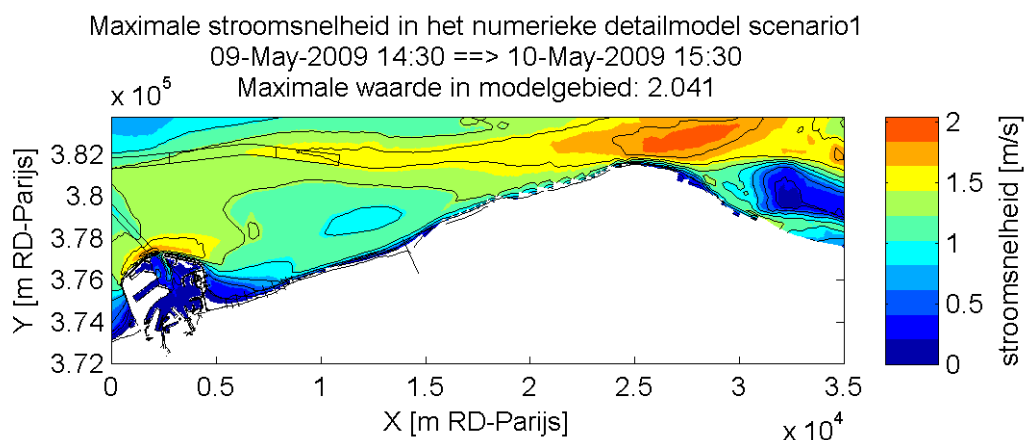 Maximale stroomsnelheid in het numerieke detailmodel scenario1
09-May-2009 14:30 ==> 10-May-2009 15:30
Maximale waarde in modelgebied: 2.041
x 10^5
3.82
3.8
3.78
3.76
3.74
3.72
Y [m RD-Parijs]
0 0.5 1 1.5 2 2.5 3 3.5
X [m RD-Parijs]
x 10^4
2
1.5
1
0.5
0
stroomsnelheid [m/s]